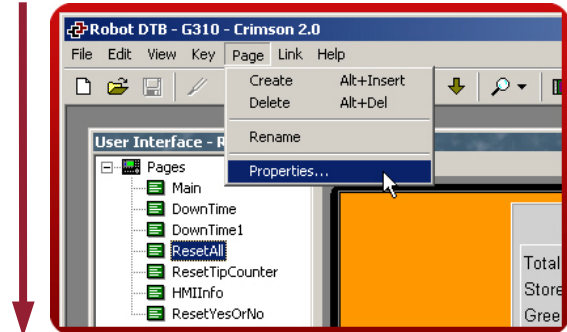 Robot DTB - G310 - Crimson 2.0
File Edit View Key Page Link Help
Create Alt+Insert
Delete Alt+Del
Rename
Properties...
User Interface - R
Pages
Main
DownTime
DownTime1
ResetAll
ResetTipCounter
HMIInfo
ResetYesOrNo
Total
Store
Gree